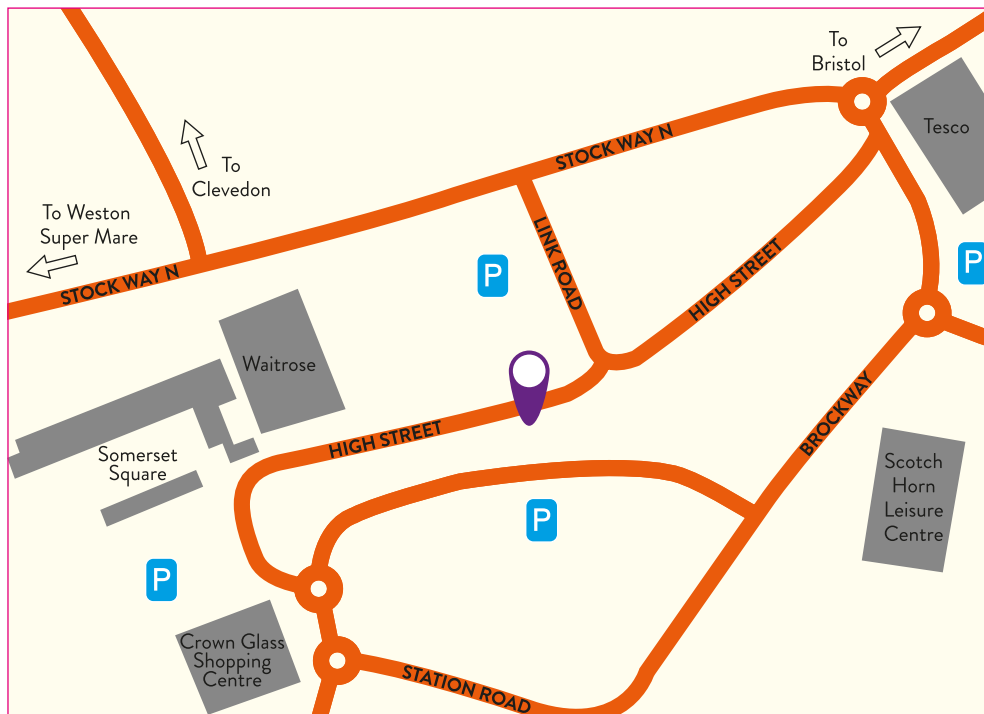 To
Bristol
Tesco
STOCK WAY N
To
Clevedon
To Weston
Super Mare
STOCK WAY N
LINK ROAD
HIGH STREET
P
P
Waitrose
HIGH STREET
BROCKWAY
Somerset
Square
Scotch
Horn
Leisure
Centre
P
P
Crown Glass
Shopping
Centre
STATION ROAD